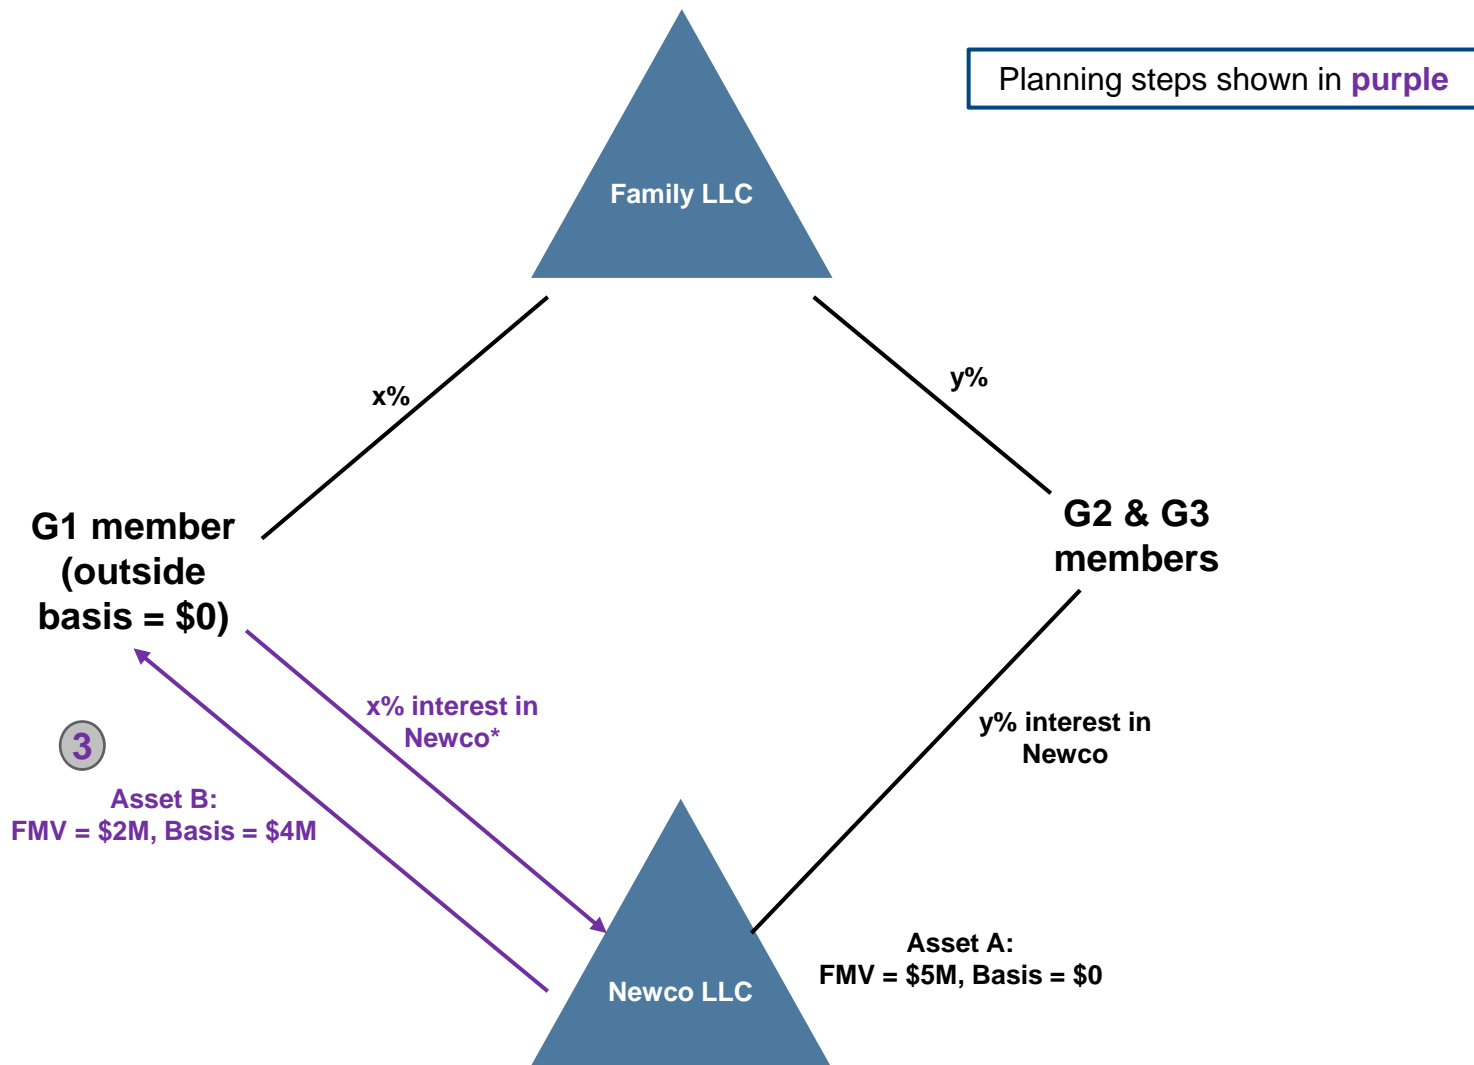 Planning steps shown in purple
Family LLC
x%
y%
G1 member
(outside
basis = $0)
G2 & G3
members
x% interest in
Newco*
y% interest in
Newco
3
Asset B:
FMV = $2M, Basis = $4M
Asset A:
FMV = $5M, Basis = $0
Newco LLC